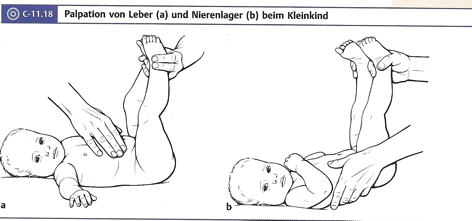 C-11.18 Palpation von Leber (a) und Nierenlager (b) beim Kleinkind
a
b